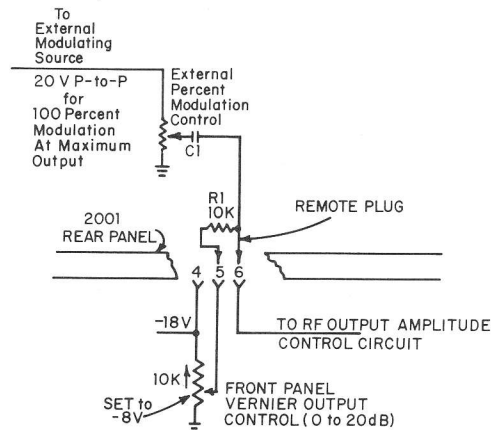 To
External
Modulating
Source
20 V P-to-P
for
100 Percent
Modulation
At Maximum
Output
External
Percent
Modulation
Control
C1
R1
10K
REMOTE PLUG
2001
REAR PANEL
4 5 6
-18V
TO RF OUTPUT AMPLITUDE
CONTROL CIRCUIT
10K
SET to
-8V
FRONT PANEL
VERNIER OUTPUT
CONTROL (0 to 20dB)